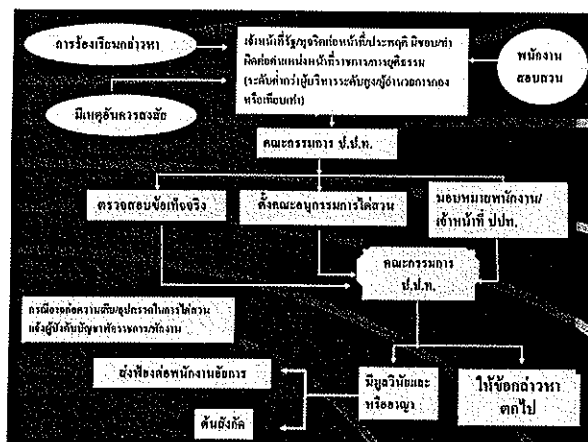 การร้องเรียนกล่าวหา
เจ้าหน้าที่รัฐ/ทุจริตต่อหน้าที่/ประพฤติ มิชอบ/ทำ
ผิดต่อตำแหน่งหน้าที่ราชการ/การยุติธรรม
(ระดับต่ำกว่าผู้บริหารระดับสูง/ผู้อำนวยการกอง
หรือเทียบเท่า)
พนักงาน
สอบสวน
มีเหตุอันควรสงสัย
คณะกรรมการ ป.ป.ท.
ตรวจสอบข้อเท็จจริง
ตั้งคณะอนุกรรมการไต่สวน
มอบหมายพนักงาน/
เจ้าหน้าที่ ปปท.
คณะกรรมการ
ป.ป.ท.
กรณีอาจก่อความเสีย/อุปสรรคในการไต่สวน
แจ้งผู้บังคับบัญชาพักราชการ/พักงาน
ส่งฟ้องต่อพนักงานอัยการ
มีมูลวินัยและ
หรืออาญา
ให้ข้อกล่าวหา
ตกไป
ต้นสังกัด